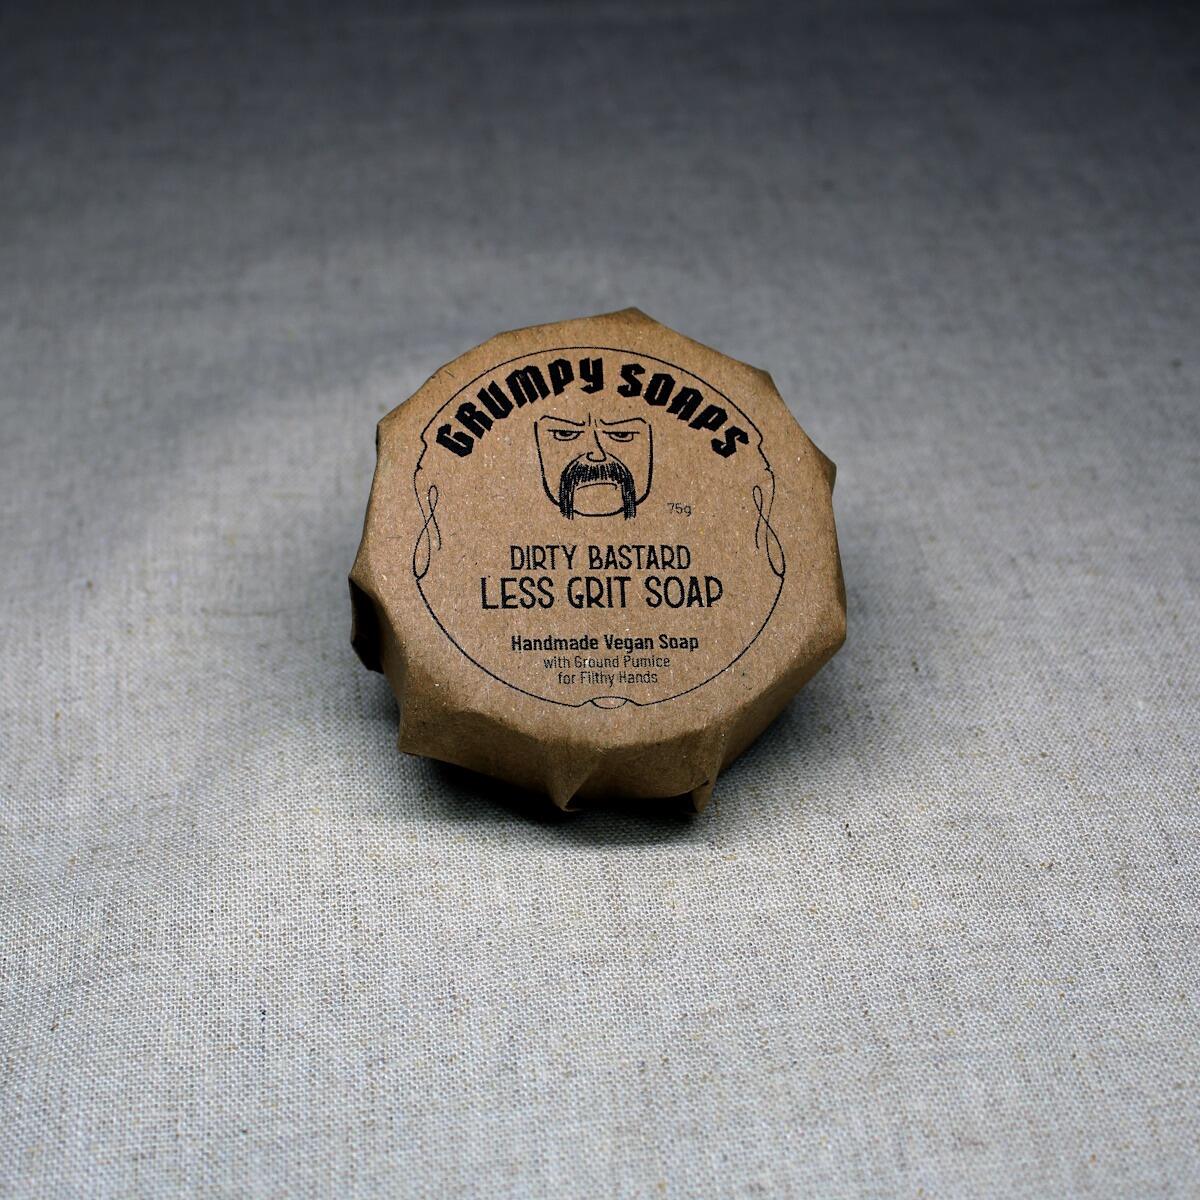 GRUMPY SOAPS
75g
DIRTY BASTARD
LESS GRIT SOAP
Handmade Vegan Soap
with Ground Pumice
for Filthy Hands